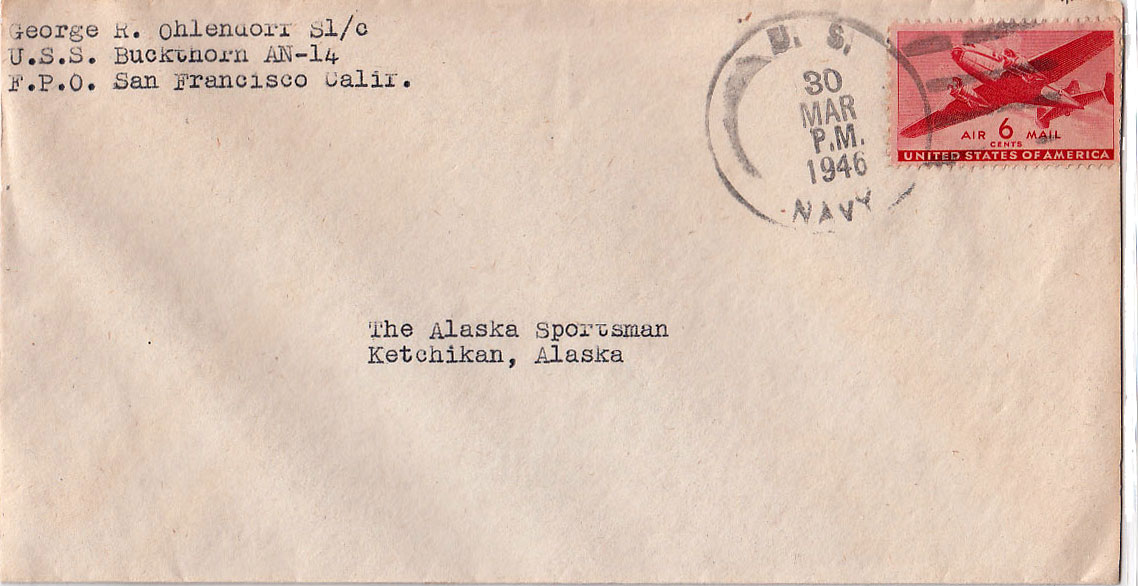 George R. Ohlendorf S1/c
U.S.S. Buckthorn AN-14
F.P.O. San Francisco Calif.
U. S.
30
MAR
P.M.
1946
NAVY
AIR 6 MAIL
CENTS
UNITED STATES OF AMERICA
The Alaska Sportsman
Ketchikan, Alaska